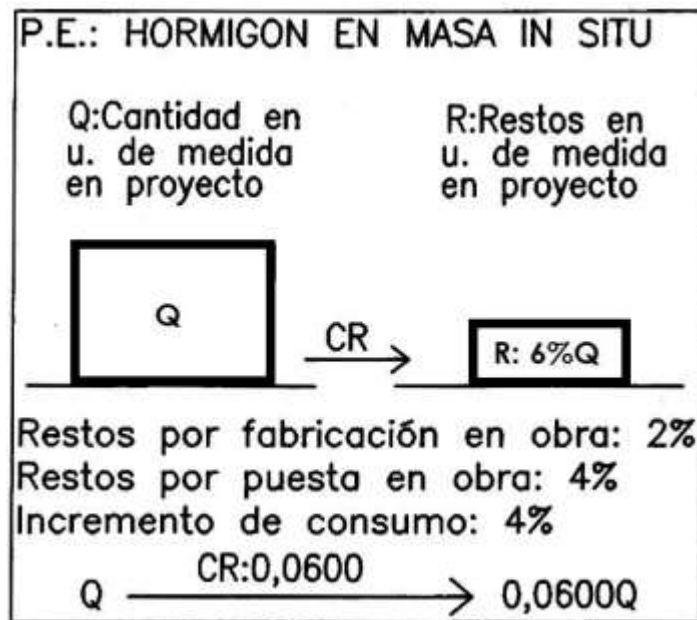 P.E.: HORMIGON EN MASA IN SITU
Q:Cantidad en
u. de medida
en proyecto
R:Restos en
u. de medida
en proyecto
Q
CR
R: 6%Q
Restos por fabricación en obra: 2%
Restos por puesta en obra: 4%
Incremento de consumo: 4%
CR:0,0600
Q
0,0600Q